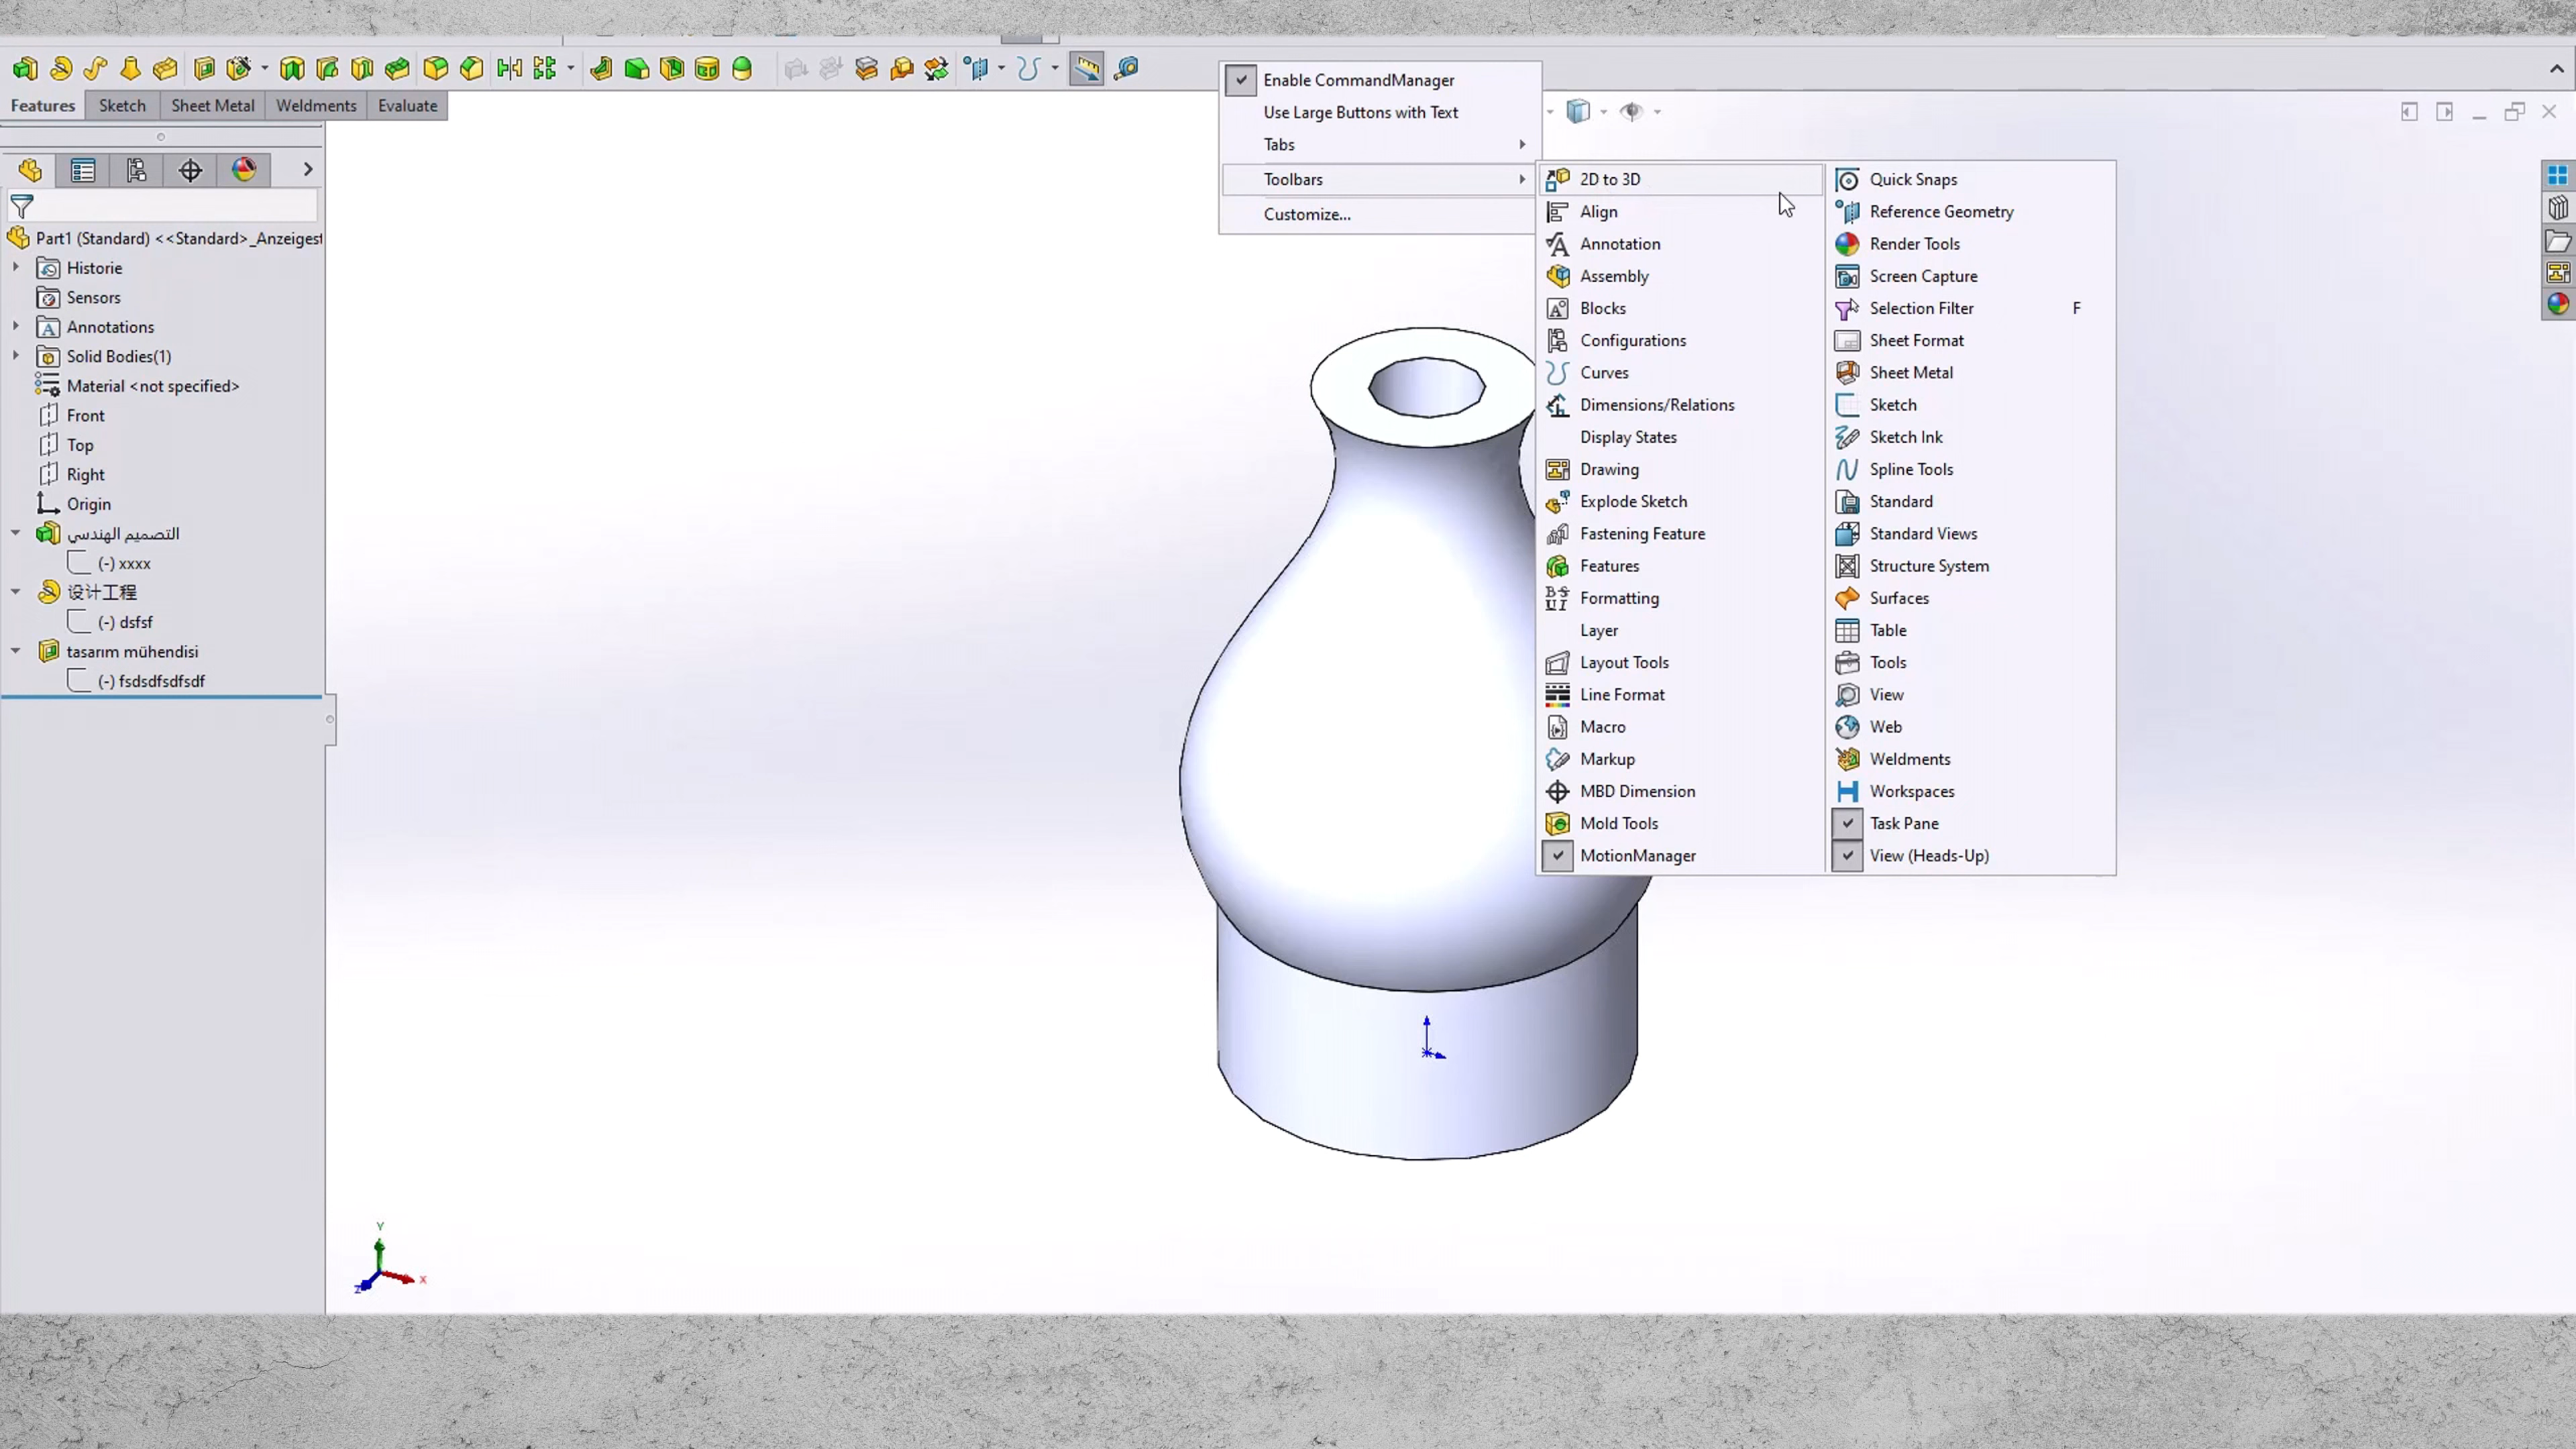 Features
Sketch
Sheet Metal
Weldments
Evaluate
Part1 (Standard) <<Standard>_Anzeigest
Historie
Sensors
Annotations
Solid Bodies(1)
Material <not specified>
Front
Top
Right
Origin
التصميم الهندسي
(-) xxxx
设计工程
(-) dsfsf
tasarım mühendisi
(-) fsdsdfsdfsdf
Enable CommandManager
Use Large Buttons with Text
Tabs
Toolbars
Customize...
2D to 3D
Align
Annotation
Assembly
Blocks
Configurations
Curves
Dimensions/Relations
Display States
Drawing
Explode Sketch
Fastening Feature
Features
Formatting
Layer
Layout Tools
Line Format
Macro
Markup
MBD Dimension
Mold Tools
MotionManager
Quick Snaps
Reference Geometry
Render Tools
Screen Capture
Selection Filter F
Sheet Format
Sheet Metal
Sketch
Sketch Ink
Spline Tools
Standard
Standard Views
Structure System
Surfaces
Table
Tools
View
Web
Weldments
Workspaces
Task Pane
View (Heads-Up)
Y
X
Z